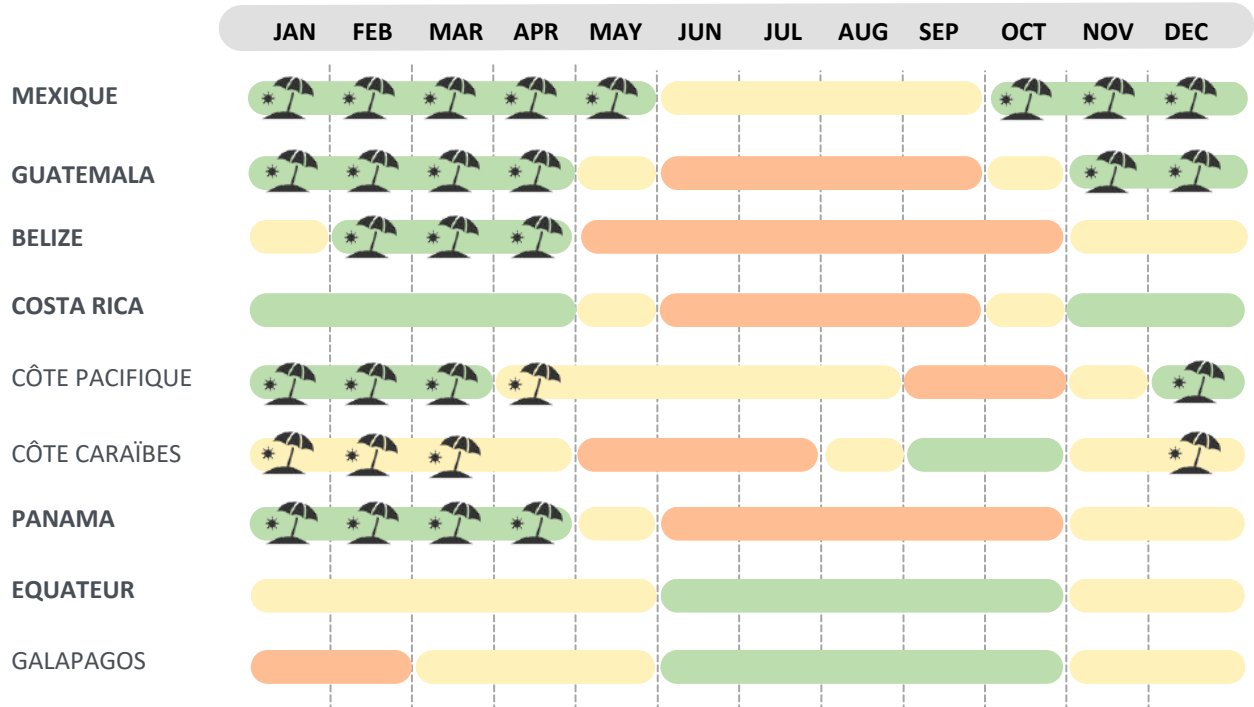 JAN FEB MAR APR MAY JUN JUL AUG SEP OCT NOV DEC
MEXIQUE
GUATEMALA
BELIZE
COSTA RICA
CÔTE PACIFIQUE
CÔTE CARAÏBES
PANAMA
EQUATEUR
GALAPAGOS